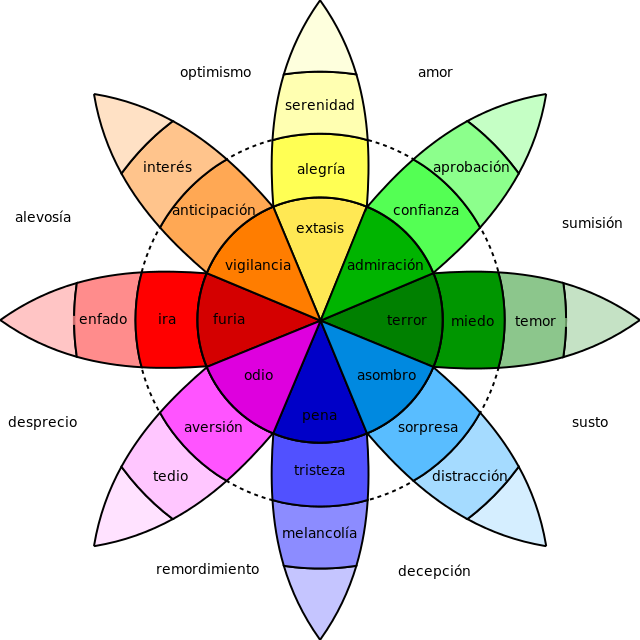 optimismo
amor
serenidad
interés
alegría
aprobación
anticipación
confianza
alevosía
extasis
sumisión
vigilancia
admiración
enfado
ira
furia
terror
miedo
temor
odio
asombro
desprecio
pena
susto
aversión
sorpresa
tedio
tristeza
distracción
melancolía
remordimiento
decepción